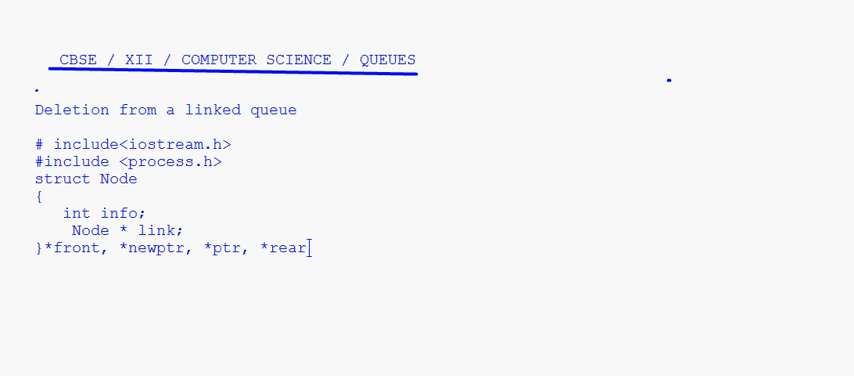 CBSE / XII / COMPUTER SCIENCE / QUEUES
Deletion from a linked queue
# include<iostream.h>
#include <process.h>
struct Node
{
int info;
Node * link;
}*front, *newptr, *ptr, *rear